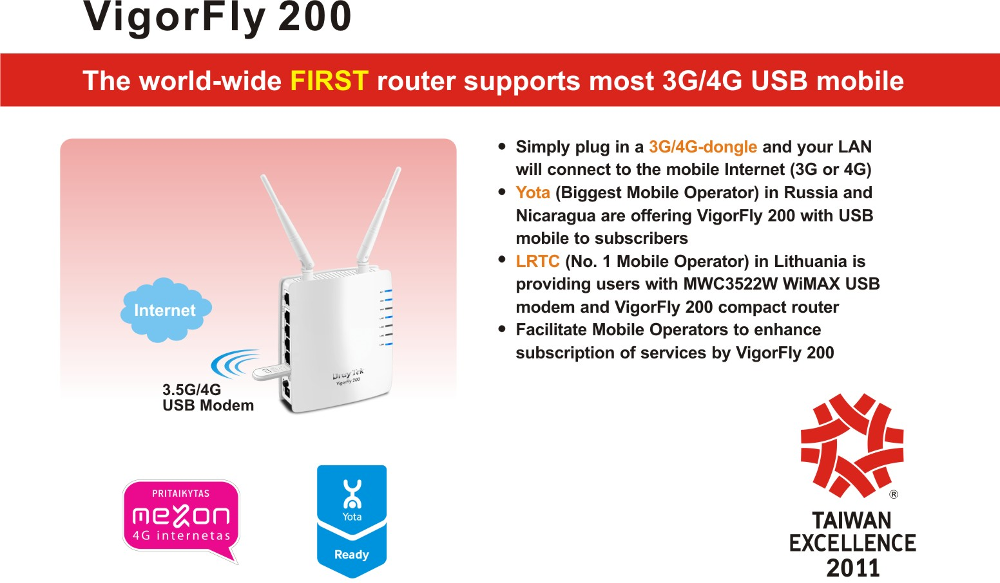 VigorFly 200
The world-wide FIRST router supports most 3G/4G USB mobile
• Simply plug in a 3G/4G-dongle and your LAN
will connect to the mobile Internet (3G or 4G)
• Yota (Biggest Mobile Operator) in Russia and
Nicaragua are offering VigorFly 200 with USB
mobile to subscribers
• LRTC (No. 1 Mobile Operator) in Lithuania is
providing users with MWC3522W WiMAX USB
modem and VigorFly 200 compact router
• Facilitate Mobile Operators to enhance
subscription of services by VigorFly 200
Internet
3.5G/4G
USB Modem
DrayTek
VigorFly 200
PRITAIKYTAS
mezon
4G internetas
Yota
Ready
®
TAIWAN
EXCELLENCE
2011